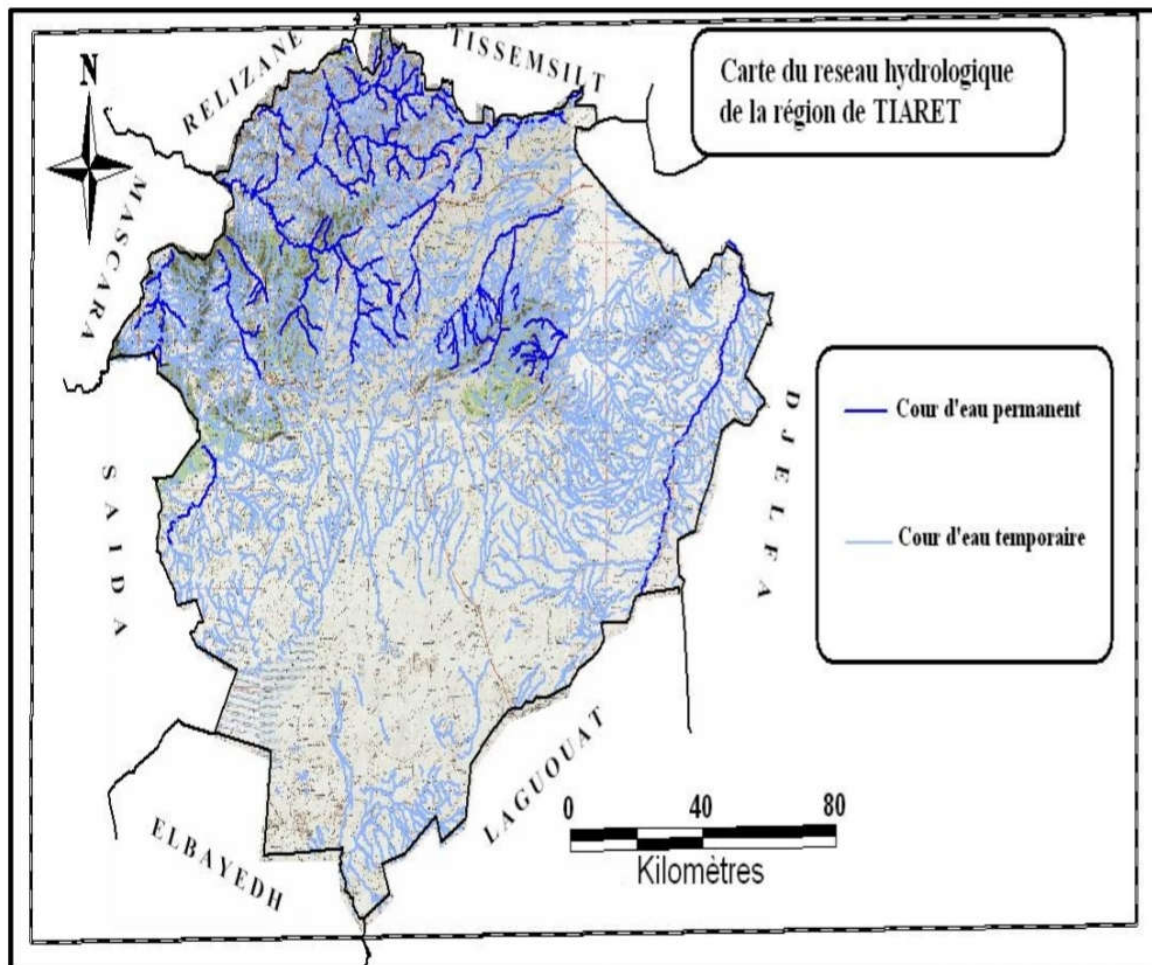 Carte du reseau hydrologique
de la région de TIARET
N
RELIZANE
TISSEMSILT
MASCARA
SAIDA
DJELFA
LAGUOUAT
ELBAYEDH
Cour d'eau permanent
Cour d'eau temporaire
0 40 80
Kilomètres